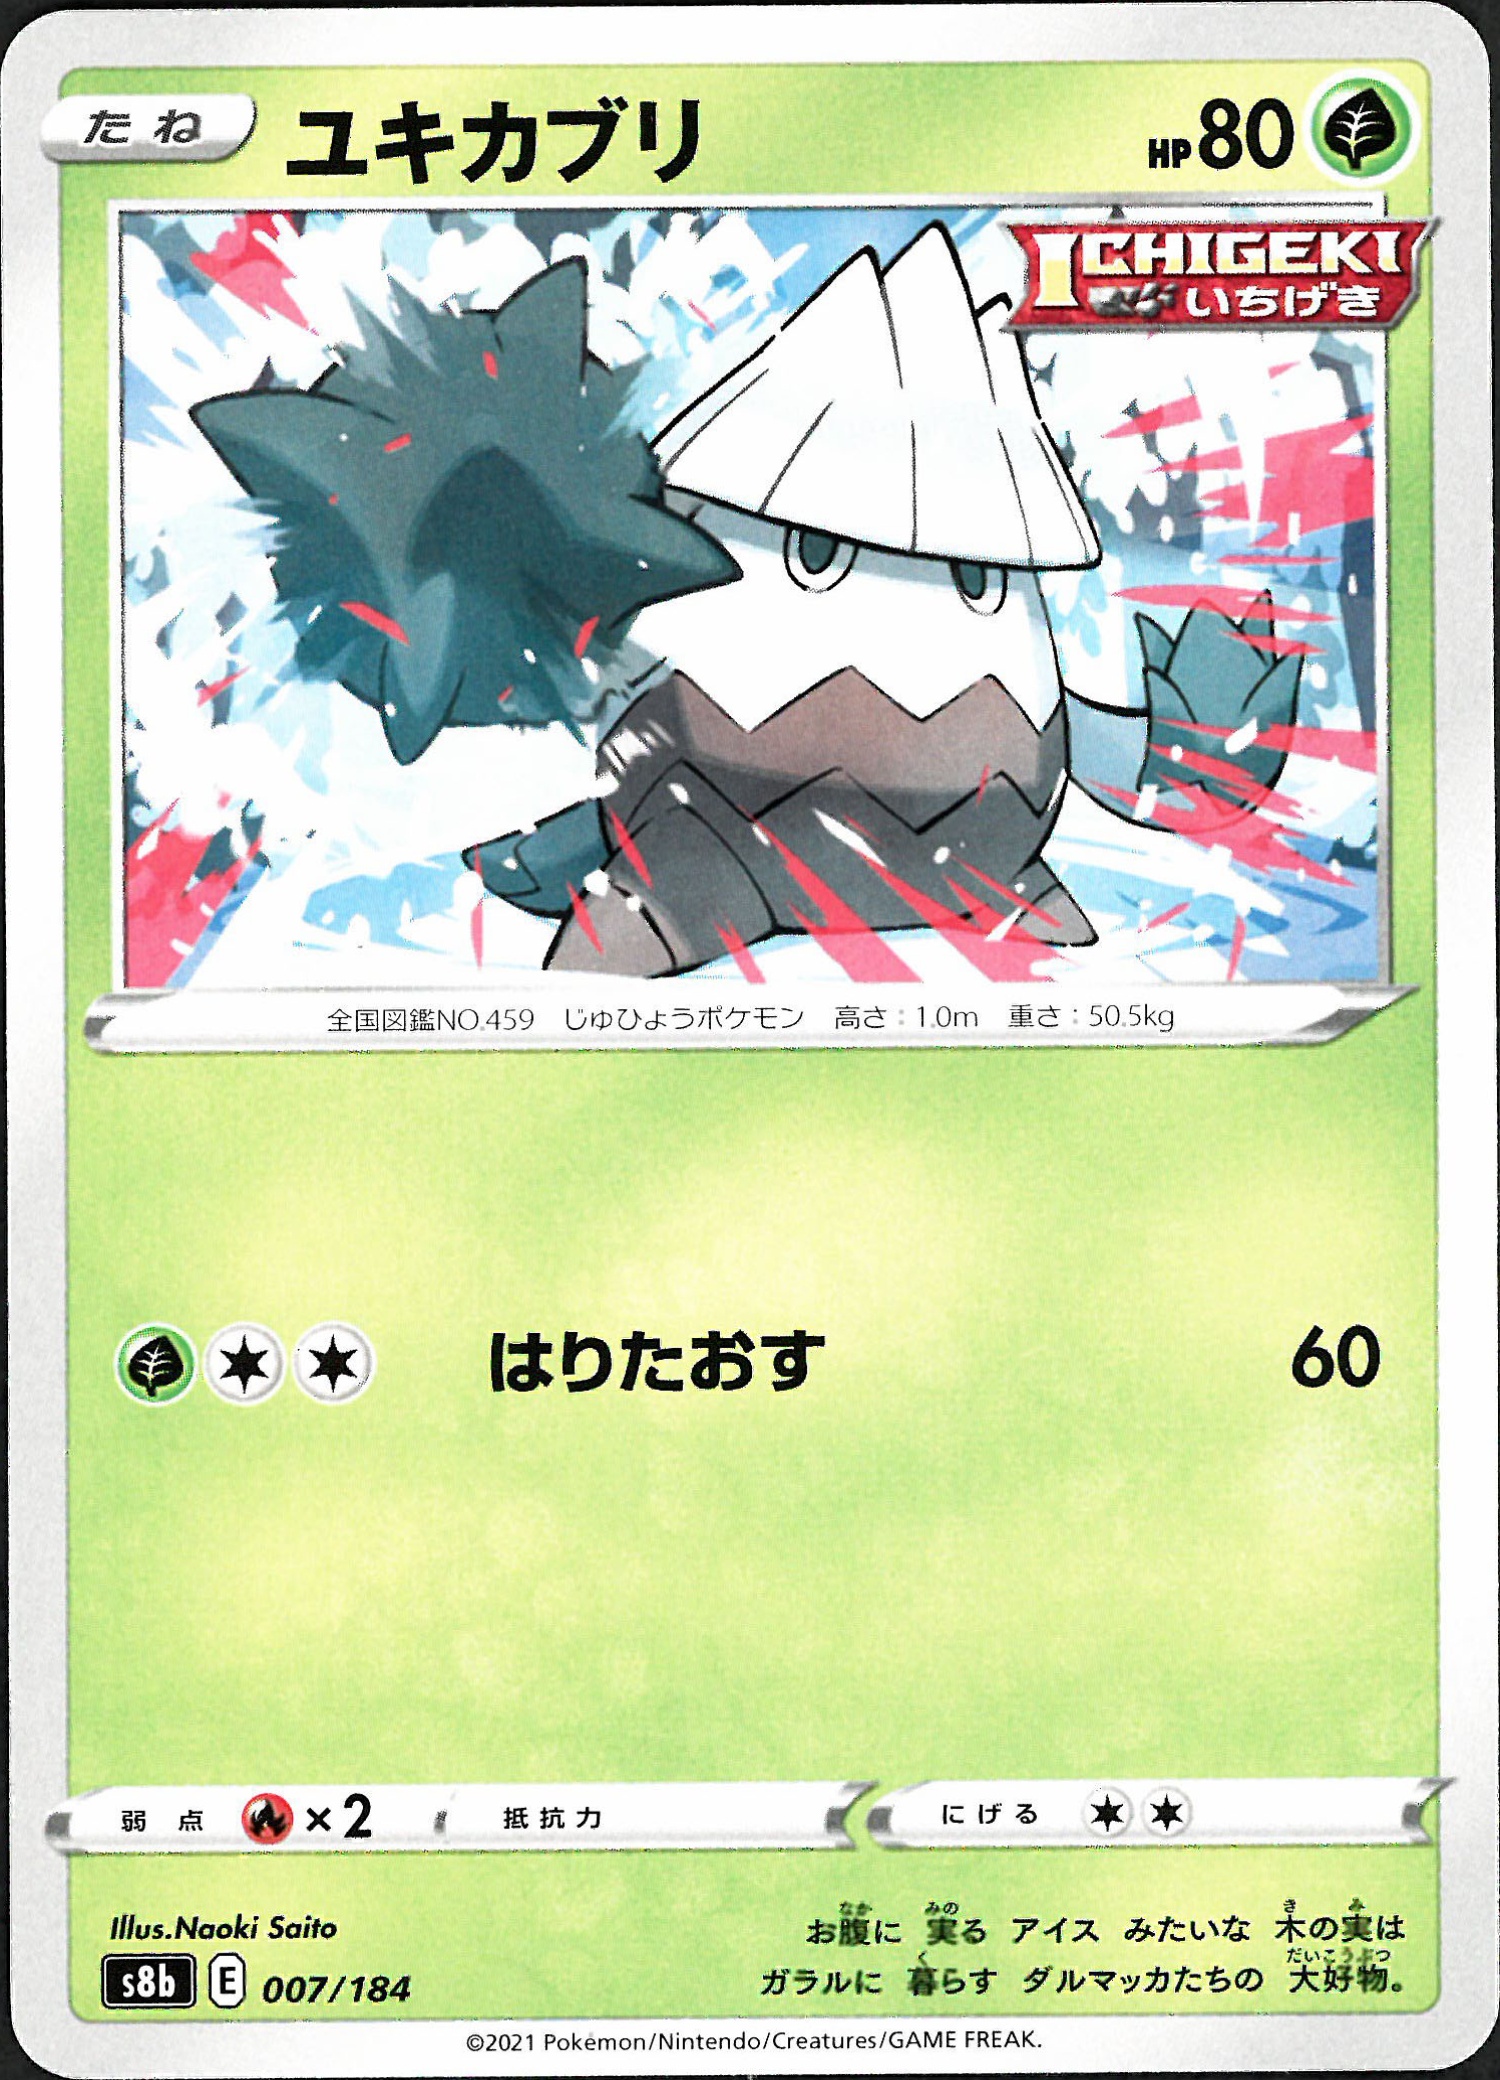 たね
ユキカブリ
HP80
ICHIGEKI
いちげき
全国図鑑NO.459 じゅひょうポケモン 高さ:1.0m 重さ:50.5kg
はりたおす 60
弱点 ×2 抵抗力 にげる
Illus.Naoki Saito
s8b E 007/184
お腹に 実る アイス みたいな 木の実は
ガラルに 暮らす ダルマッカたちの 大好物。
©2021 Pokémon/Nintendo/Creatures/GAME FREAK.